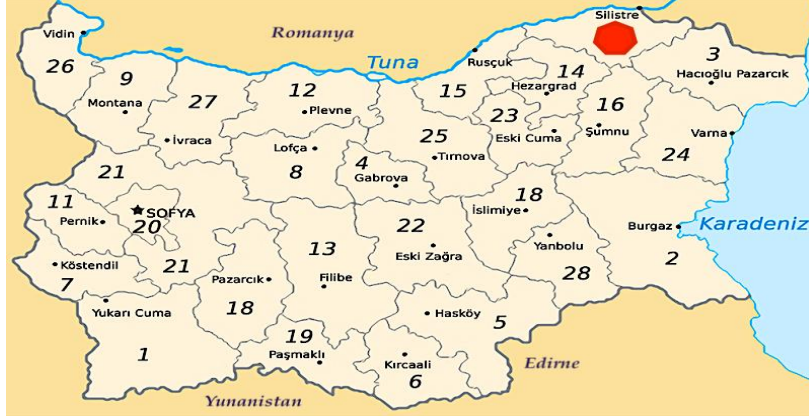 Silistre
Romanya
Vidin
Tuna
Rusçuk
3
26
9
14
Hacıoğlu Pazarcık
Hezargrad
Montana
27
12
15
Plevne
23
16
Şumnu
İvraca
25
Eski Cuma
Varna
Lofça
Tırnova
24
21
8
4
Gabrova
11
18
Pernik
SOFYA
İslimiye
20
22
Burgaz
Karadeniz
Yanbolu
13
Eski Zağra
2
Köstendil
21
28
7
Pazarcık
Filibe
Yukarı Cuma
18
Hasköy
5
19
1
Paşmaklı
Kırcaali
Edirne
6
Yunanistan